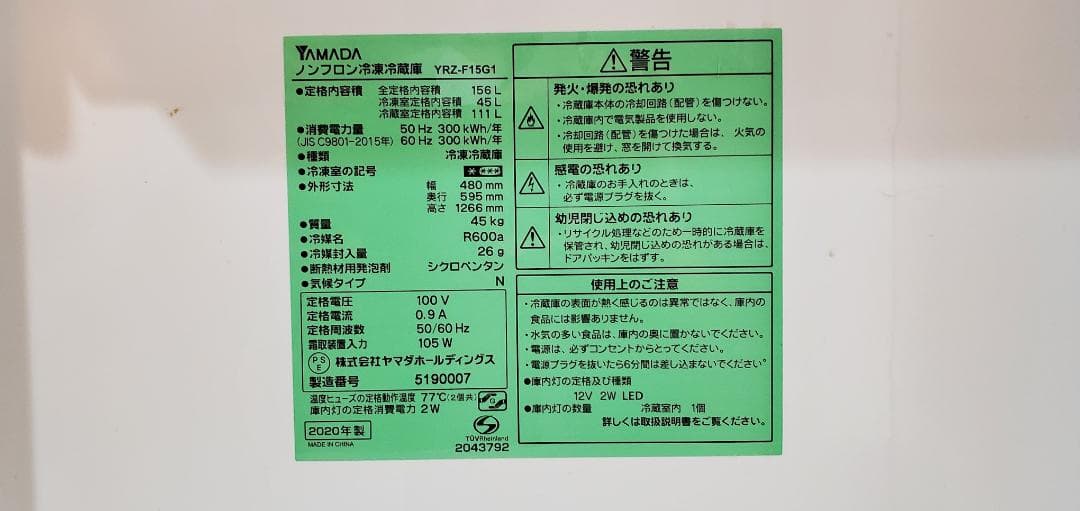 YAMADA
ノンフロン冷凍冷蔵庫 YRZ-F15G1
●定格内容積 全定格内容積 156 L
冷凍室定格内容積 45 L
冷蔵室定格内容積 111 L
●消費電力量 50 Hz 300 kWh/年
(JIS C9801-2015年) 60 Hz 300 kWh/年
●種類 冷凍冷蔵庫
●冷凍室の記号
●外形寸法 幅 480 mm
奥行 595 mm
高さ 1266 mm
●質量 45 kg
●冷媒名 R600a
●冷媒封入量 26 g
●断熱材用発泡剤 シクロペンタン
●気候タイプ N
定格電圧 100 V
定格電流 0.9 A
定格周波数 50/60 Hz
霜取装置入力 105 W
PSE 株式会社ヤマダホールディングス
製造番号 5190007
温度ヒューズの定格動作温度 77℃(2個共)
庫内灯の定格消費電力 2W
2020年製
MADE IN CHINA
TÜVRheinland
2043792
警告
発火・爆発の恐れあり
・冷蔵庫本体の冷却回路(配管)を傷つけない。
・冷蔵庫内で電気製品を使用しない。
・冷却回路(配管)を傷つけた場合は、火気の
使用を避け、窓を開けて換気する。
感電の恐れあり
・冷蔵庫のお手入れのときは、
必ず電源プラグを抜く。
幼児閉じ込めの恐れあり
・リサイクル処理などのため一時的に冷蔵庫を
保管され、幼児閉じ込めの恐れがある場合は、
ドアパッキンをはずす。
使用上のご注意
・冷蔵庫の表面が熱く感じるのは異常ではなく、庫内の
食品には影響ありません。
・水気の多い食品は、庫内の奥に置かないでください。
・電源は、必ずコンセントからとってください。
・電源プラグを抜いたら6分間は差し込まないでください。
●庫内灯の定格及び種類
12V 2W LED
●庫内灯の数量 冷蔵室内 1個
詳しくは取扱説明書をご覧ください。